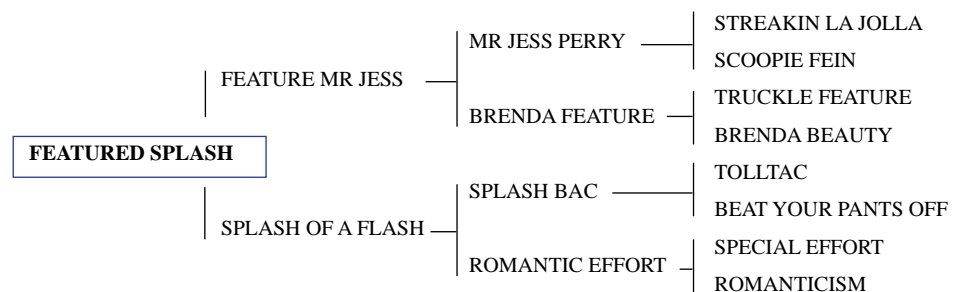 STREAKIN LA JOLLA
MR JESS PERRY
SCOOPIE FEIN
FEATURE MR JESS
TRUCKLE FEATURE
BRENDA FEATURE
BRENDA BEAUTY
FEATURED SPLASH
TOLLTAC
SPLASH BAC
BEAT YOUR PANTS OFF
SPLASH OF A FLASH
SPECIAL EFFORT
ROMANTIC EFFORT
ROMANTICISM